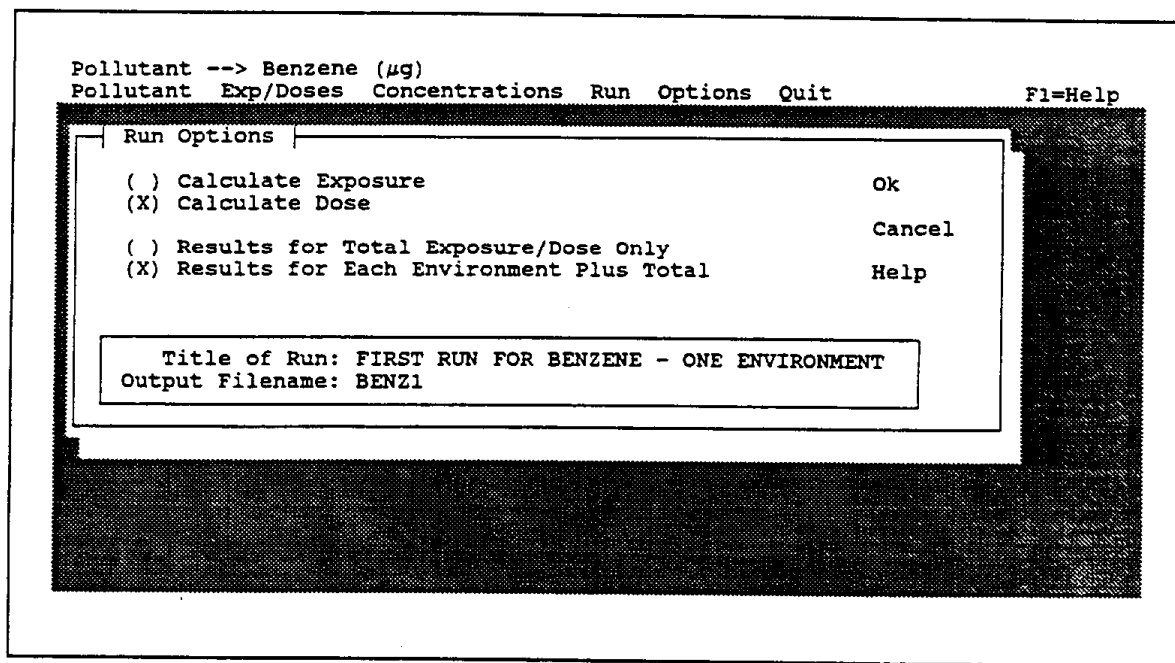 Pollutant --> Benzene (µg)
Pollutant Exp/Doses Concentrations Run Options Quit F1=Help
Run Options
( ) Calculate Exposure
(X) Calculate Dose
( ) Results for Total Exposure/Dose Only
(X) Results for Each Environment Plus Total
Ok
Cancel
Help
Title of Run: FIRST RUN FOR BENZENE - ONE ENVIRONMENT
Output Filename: BENZ1